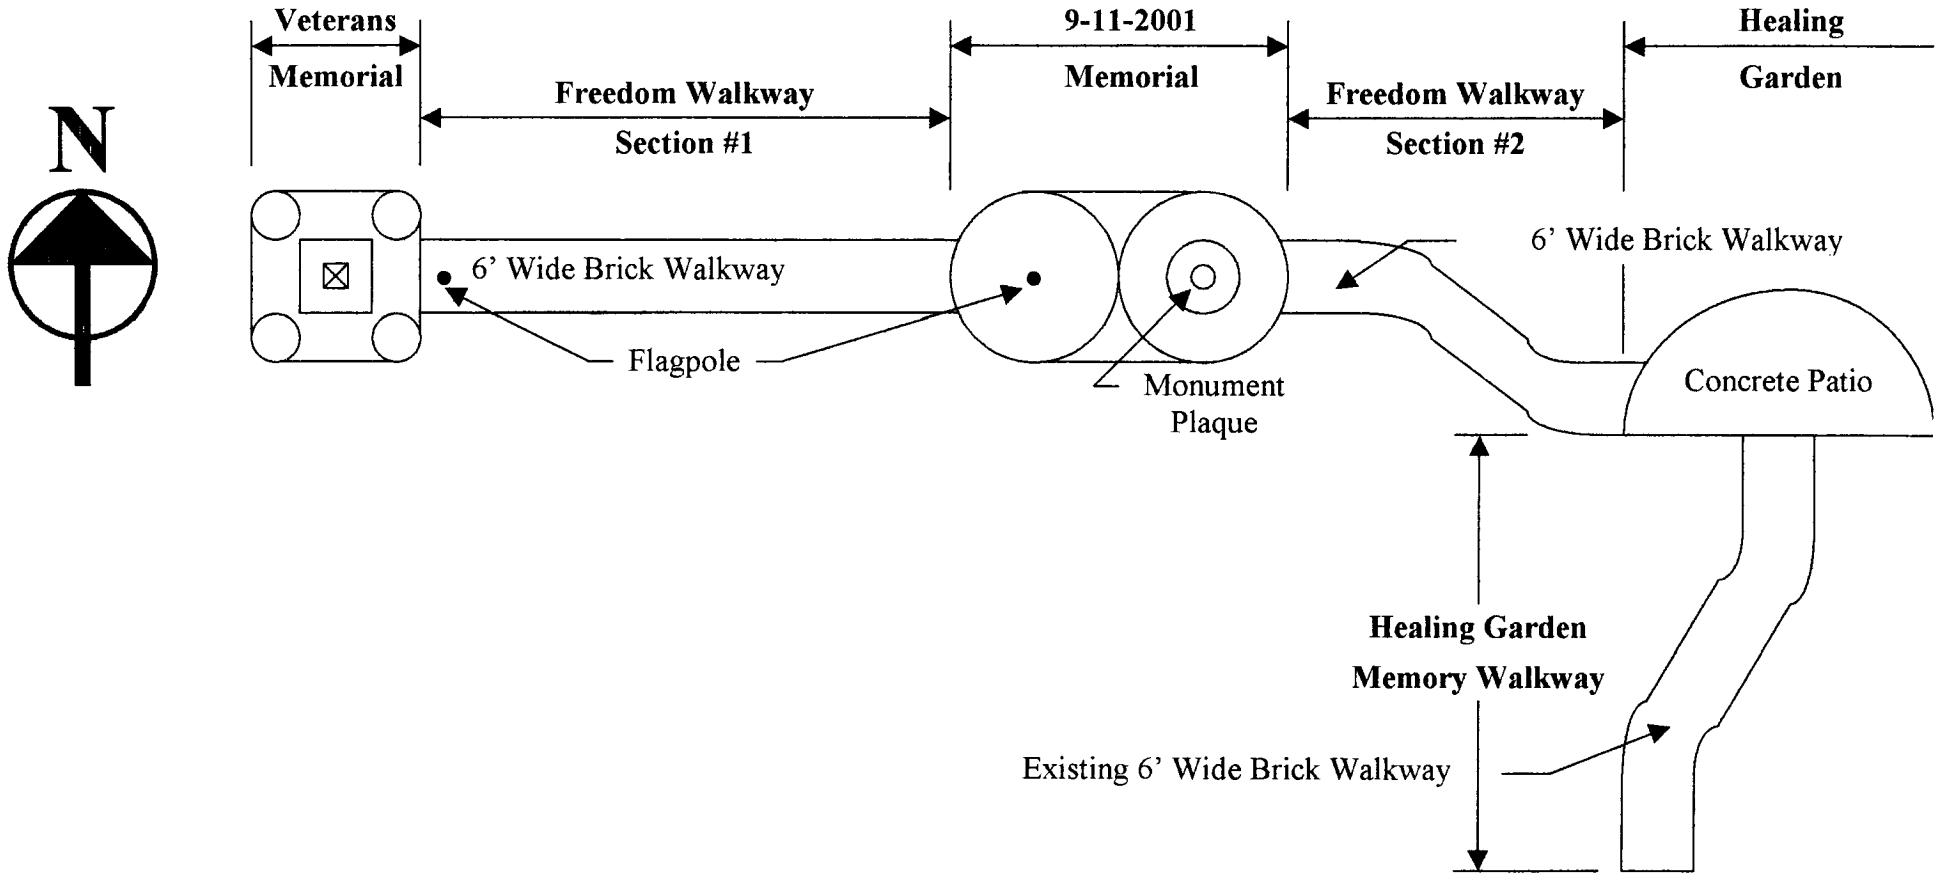 Veterans
Memorial
9-11-2001
Memorial
Healing
Garden
Freedom Walkway
Section #1
Freedom Walkway
Section #2
N
6' Wide Brick Walkway
6' Wide Brick Walkway
Flagpole
Monument
Plaque
Concrete Patio
Healing Garden
Memory Walkway
Existing 6' Wide Brick Walkway